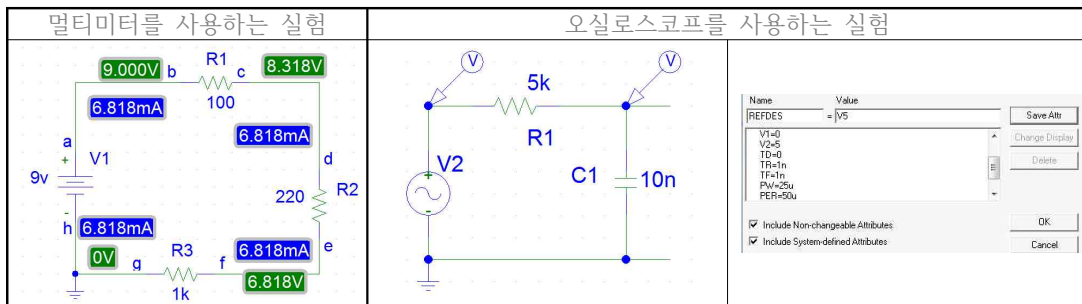 멀티미터를 사용하는 실험
오실로스코프를 사용하는 실험
9.000V b R1 c 8.318V
100
6.818mA
6.818mA
a
+ V1
9v
-
d
220 R2
h 6.818mA
6.818mA e
0V g R3 f
6.818V
1k
V V
5k
R1
V2
+
-
C1 10n
Name Value
REFDES = V5
V1=0
V2=5
TD=0
TR=1n
TF=1n
PW=25u
PER=50u
Save Attr
Change Display
Delete
Include Non-changeable Attributes
Include System-defined Attributes
OK
Cancel